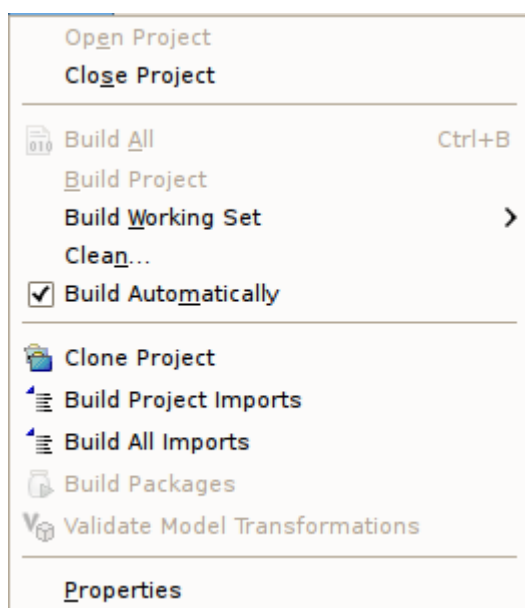 Open Project
Close Project
Build All Ctrl+B
Build Project
Build Working Set
Clean...
Build Automatically
Clone Project
Build Project Imports
Build All Imports
Build Packages
Validate Model Transformations
Properties